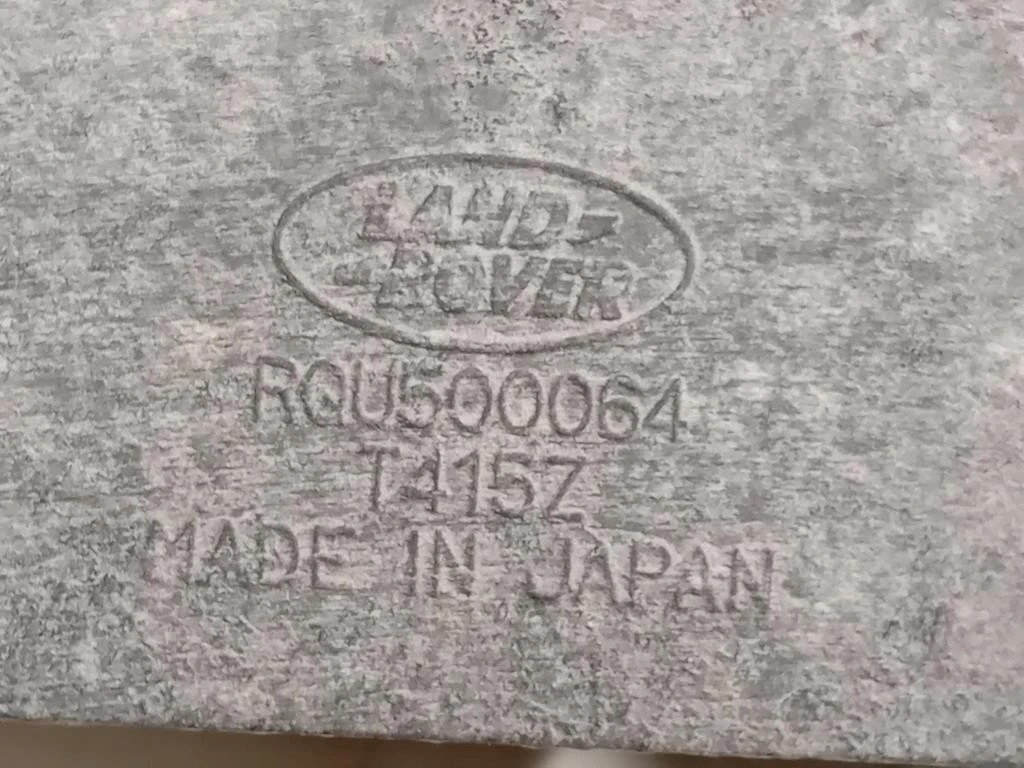 LAND-
-ROVER
RQU500064
T415Z
MADE IN JAPAN